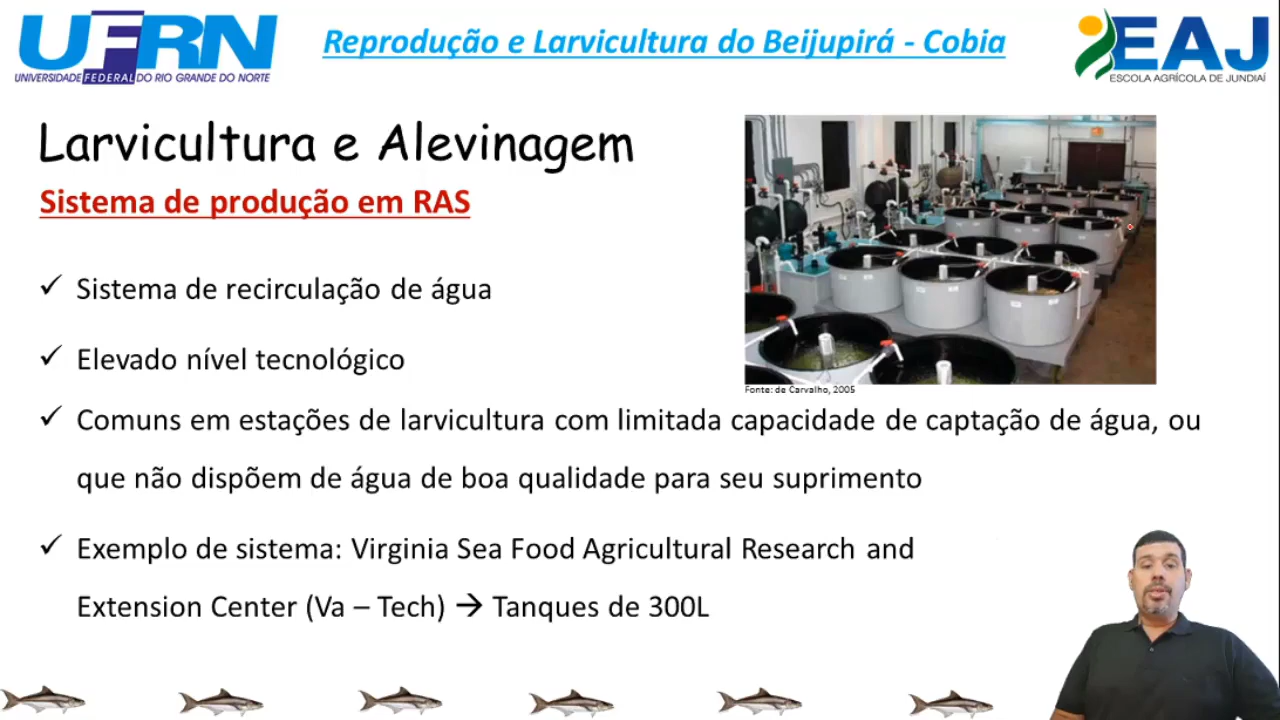 UFRN
UNIVERSIDADE FEDERAL DO RIO GRANDE DO NORTE
Reprodução e Larvicultura do Beijupirá - Cobia
EAJ
ESCOLA AGRÍCOLA DE JUNDIAÍ
Larvicultura e Alevinagem
Sistema de produção em RAS
✓ Sistema de recirculação de água
✓ Elevado nível tecnológico
Fonte: de Carvalho, 2005
✓ Comuns em estações de larvicultura com limitada capacidade de captação de água, ou
que não dispõem de água de boa qualidade para seu suprimento
✓ Exemplo de sistema: Virginia Sea Food Agricultural Research and
Extension Center (Va – Tech) → Tanques de 300L